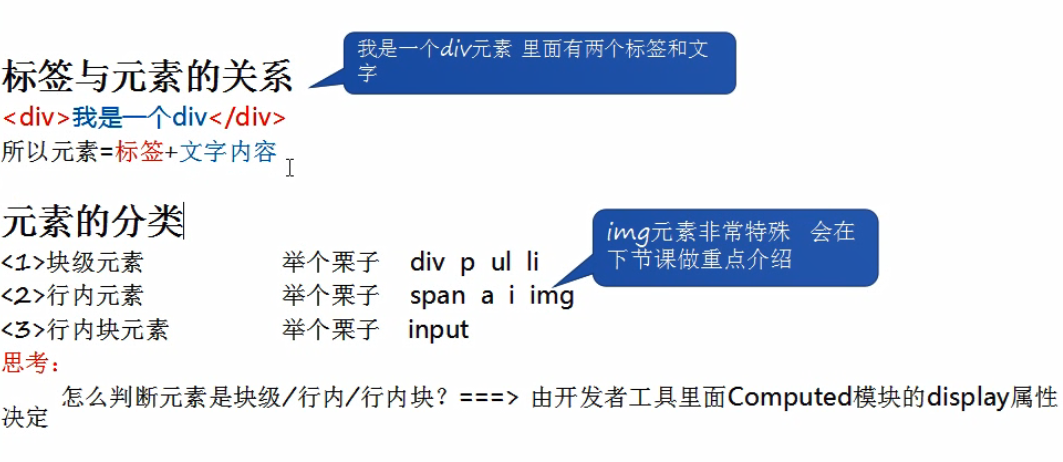 我是一个div元素 里面有两个标签和文
字
标签与元素的关系
<div>我是一个div</div>
所以元素=标签+文字内容
元素的分类
img元素非常特殊 会在
下节课做重点介绍
<1>块级元素 举个栗子 div p ul li
<2>行内元素 举个栗子 span a i img
<3>行内块元素 举个栗子 input
思考：
怎么判断元素是块级/行内/行内块？===> 由开发者工具里面Computed模块的display属性
决定